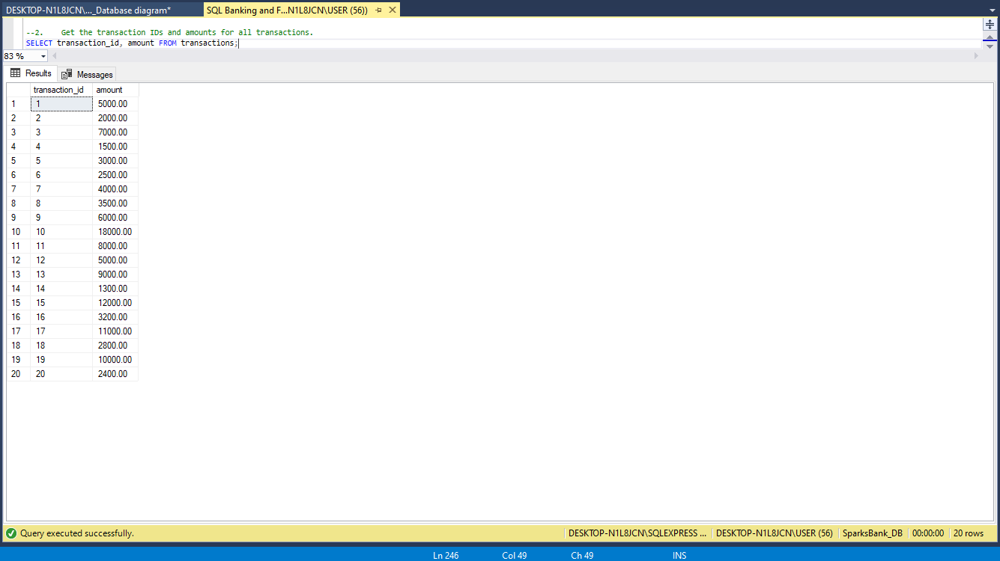 DESKTOP-N1L8JCN\..._Database diagram* SQL Banking and F...N1L8JCN\USER (56))
--2. Get the transaction IDs and amounts for all transactions.
SELECT transaction_id, amount FROM transactions;
83 %
Results Messages
transaction_id amount
1 1 5000.00
2 2 2000.00
3 3 7000.00
4 4 1500.00
5 5 3000.00
6 6 2500.00
7 7 4000.00
8 8 3500.00
9 9 6000.00
10 10 18000.00
11 11 8000.00
12 12 5000.00
13 13 9000.00
14 14 1300.00
15 15 12000.00
16 16 3200.00
17 17 11000.00
18 18 2800.00
19 19 10000.00
20 20 2400.00
Query executed successfully. DESKTOP-N1L8JCN\SQLEXPRESS ... DESKTOP-N1L8JCN\USER (56) SparksBank_DB 00:00:00 20 rows
Ln 246 Col 49 Ch 49 INS